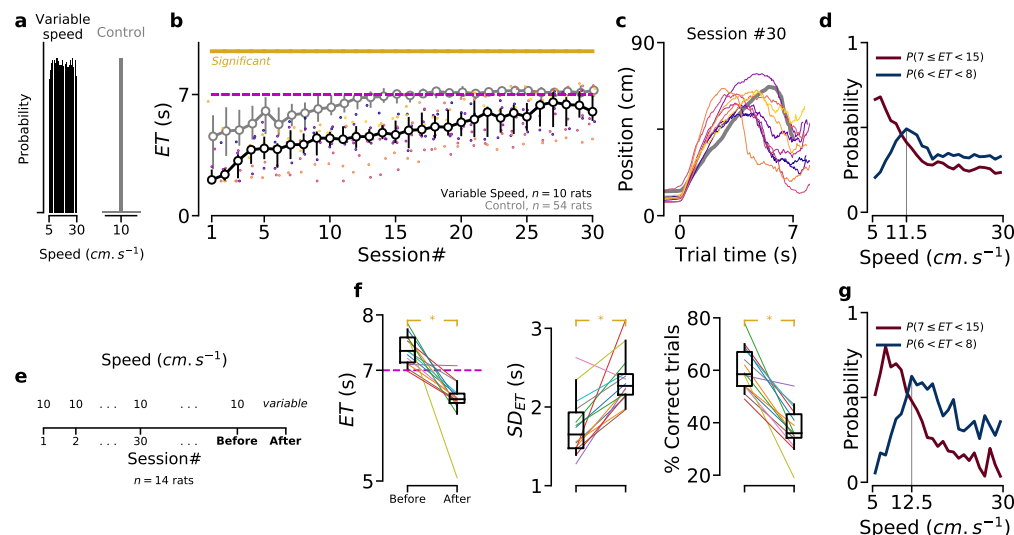 a
Variable
speed
Control
Probability
5
30
10
Speed (cm.s⁻¹)
b
Significant
ET (s)
7
0
Variable Speed, n = 10 rats
Control, n = 54 rats
1
5
10
15
20
25
30
Session#
c
Session #30
Position (cm)
90
0
0
7
Trial time (s)
d
Probability
1
0
P(7 ≤ ET < 15)
P(6 < ET < 8)
5
11.5
30
Speed (cm.s⁻¹)
e
Speed (cm.s⁻¹)
10 10 ... 10 ... 10 variable
1 2 ... 30 ... Before After
Session#
n = 14 rats
f
ET (s)
8
7
5
*
Before After
SD_ET (s)
3
2
1
*
% Correct trials
80
60
40
20
*
g
Probability
1
0
P(7 ≤ ET < 15)
P(6 < ET < 8)
5
12.5
30
Speed (cm.s⁻¹)